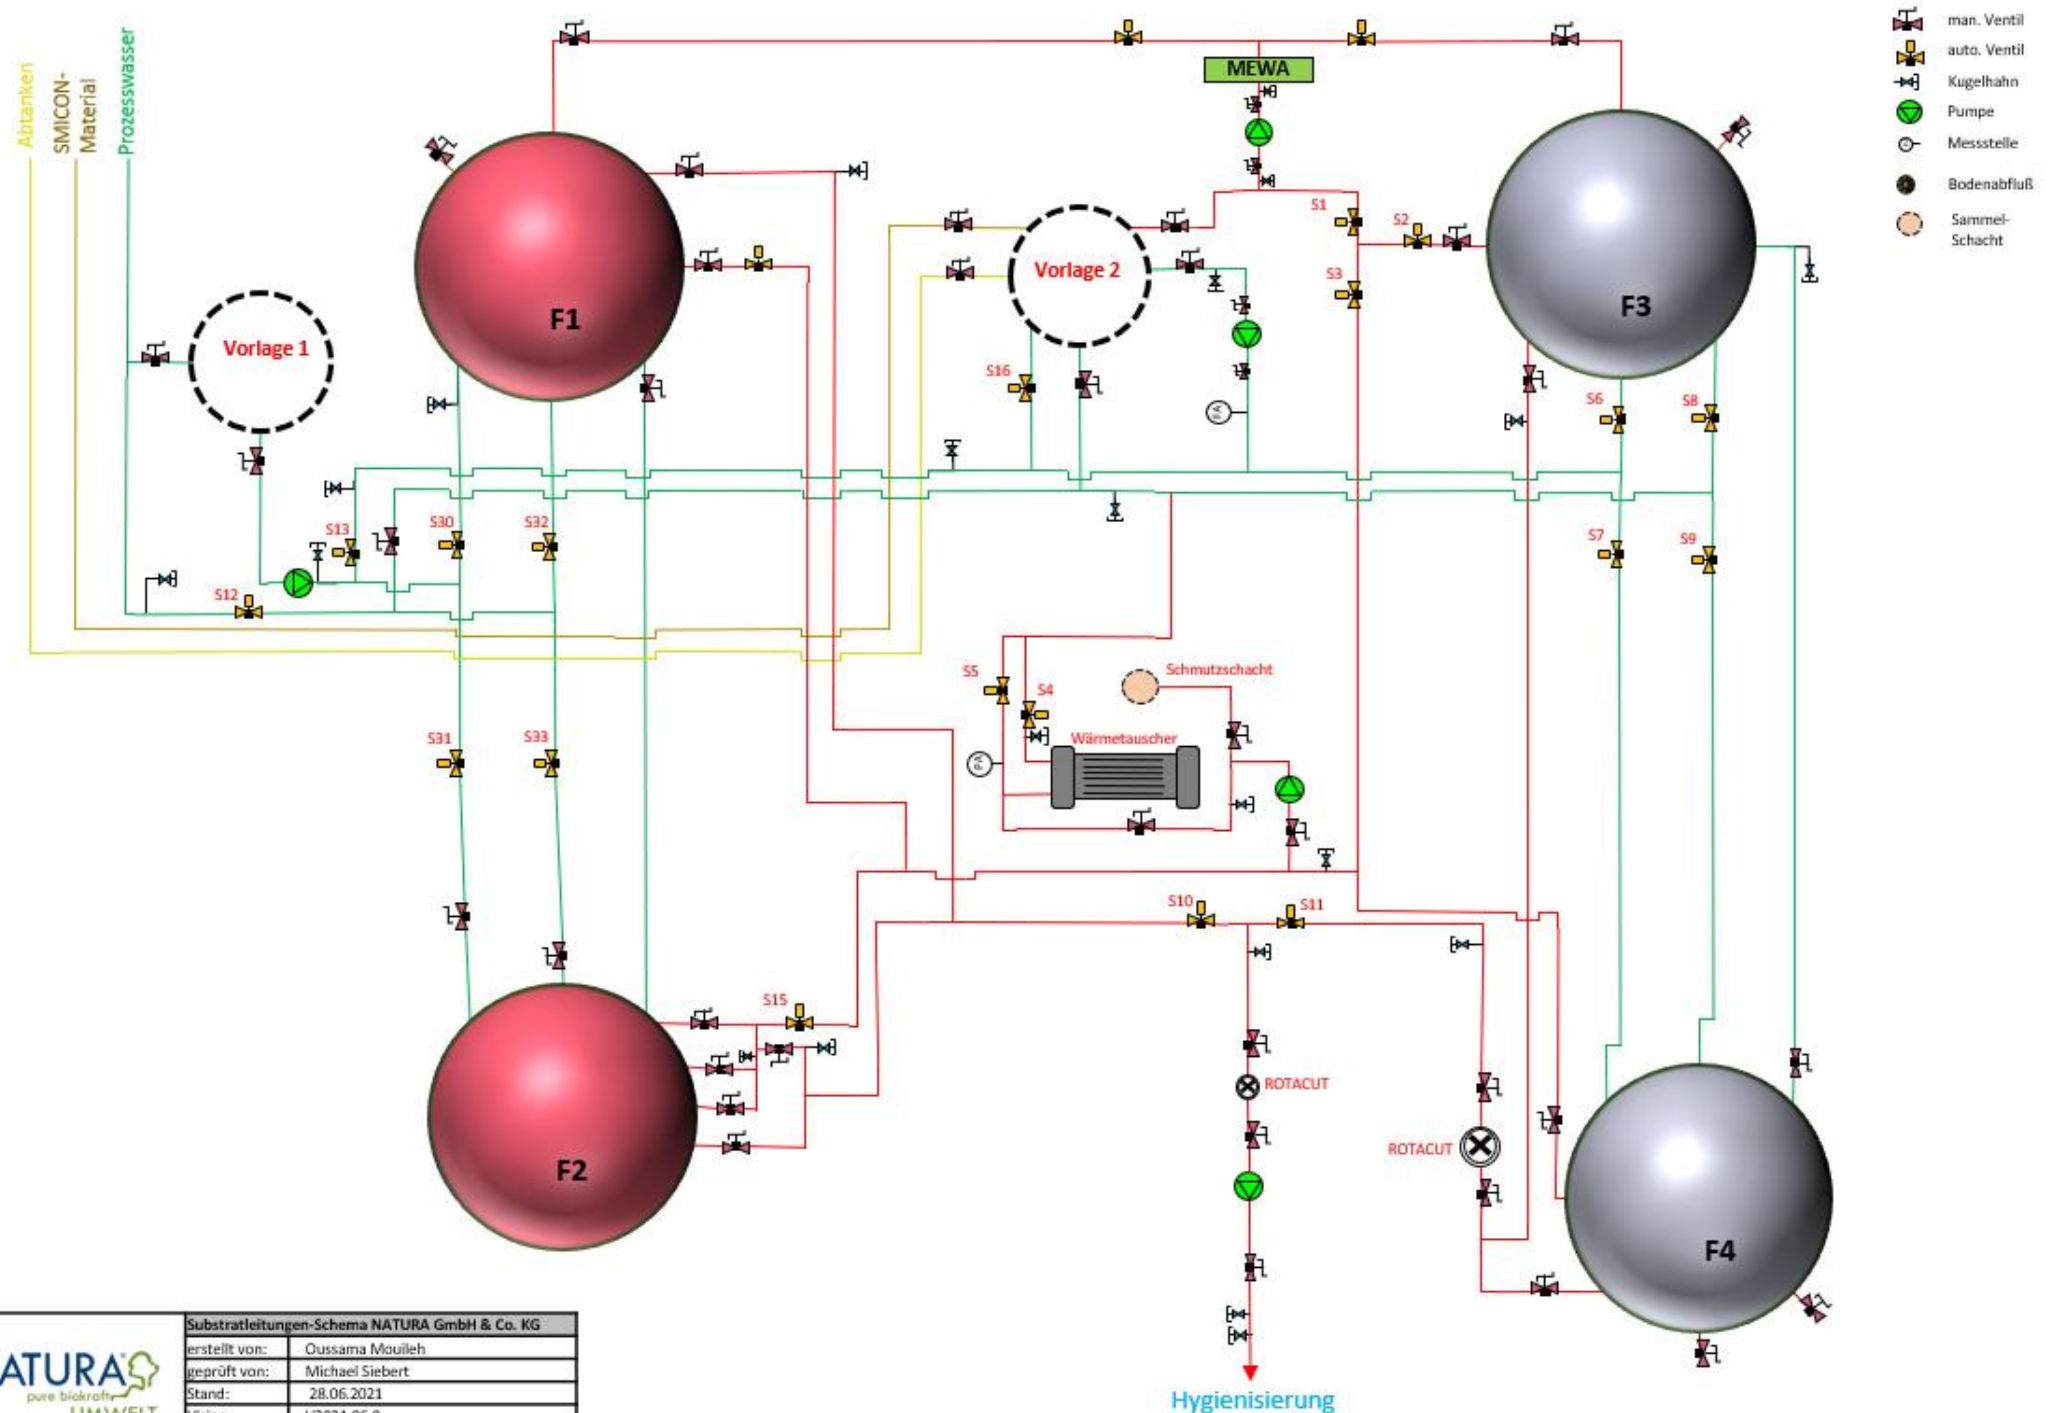 Abtanken
SMICON-
Material
Prozesswasser
man. Ventil
auto. Ventil
Kugelhahn
Pumpe
Messstelle
Bodenabfluß
Sammel-
Schacht
MEWA
F1
F3
Vorlage 1
Vorlage 2
S1
S2
S3
S16
S6
S8
S13
S30
S32
S7
S9
S12
S5
S4
Schmutzschacht
Wärmetauscher
S31
S33
S10
S11
S15
ROTACUT
ROTACUT
F2
F4
Hygienisierung
Substratleitungen-Schema NATURA GmbH & Co. KG
erstellt von: Oussama Mouileh
geprüft von: Michael Siebert
Stand: 28.06.2021
ATURA
pure biokraft
UMWELT